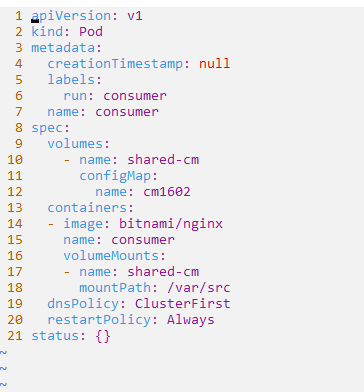 1 apiVersion: v1
2 kind: Pod
3 metadata:
4   creationTimestamp: null
5   labels:
6     run: consumer
7   name: consumer
8 spec:
9   volumes:
10     - name: shared-cm
11       configMap:
12         name: cm1602
13   containers:
14   - image: bitnami/nginx
15     name: consumer
16     volumeMounts:
17     - name: shared-cm
18       mountPath: /var/src
19   dnsPolicy: ClusterFirst
20   restartPolicy: Always
21 status: {}
~
~
~